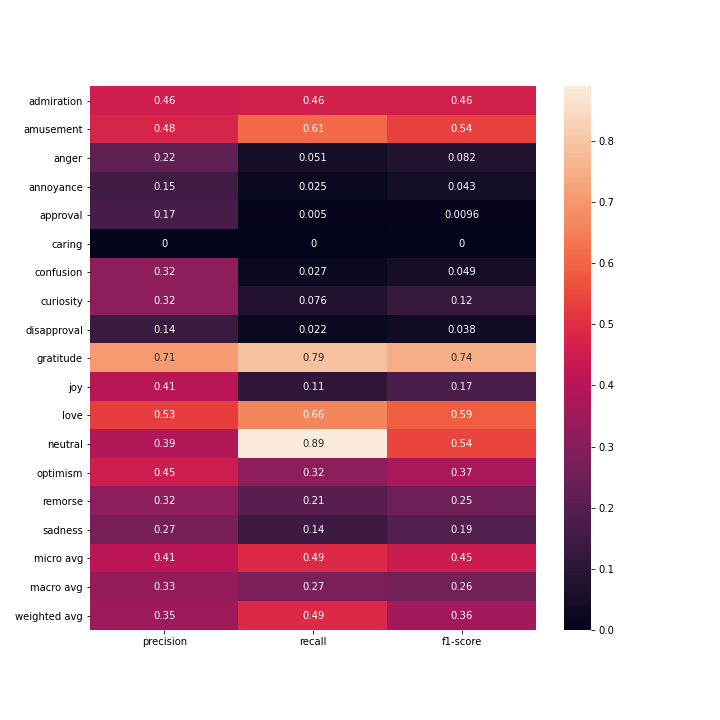 admiration 0.46 0.46 0.46
amusement 0.48 0.61 0.54
anger 0.22 0.051 0.082
annoyance 0.15 0.025 0.043
approval 0.17 0.005 0.0096
caring 0 0 0
confusion 0.32 0.027 0.049
curiosity 0.32 0.076 0.12
disapproval 0.14 0.022 0.038
gratitude 0.71 0.79 0.74
joy 0.41 0.11 0.17
love 0.53 0.66 0.59
neutral 0.39 0.89 0.54
optimism 0.45 0.32 0.37
remorse 0.32 0.21 0.25
sadness 0.27 0.14 0.19
micro avg 0.41 0.49 0.45
macro avg 0.33 0.27 0.26
weighted avg 0.35 0.49 0.36
precision recall f1-score
0.8
0.7
0.6
0.5
0.4
0.3
0.2
0.1
0.0